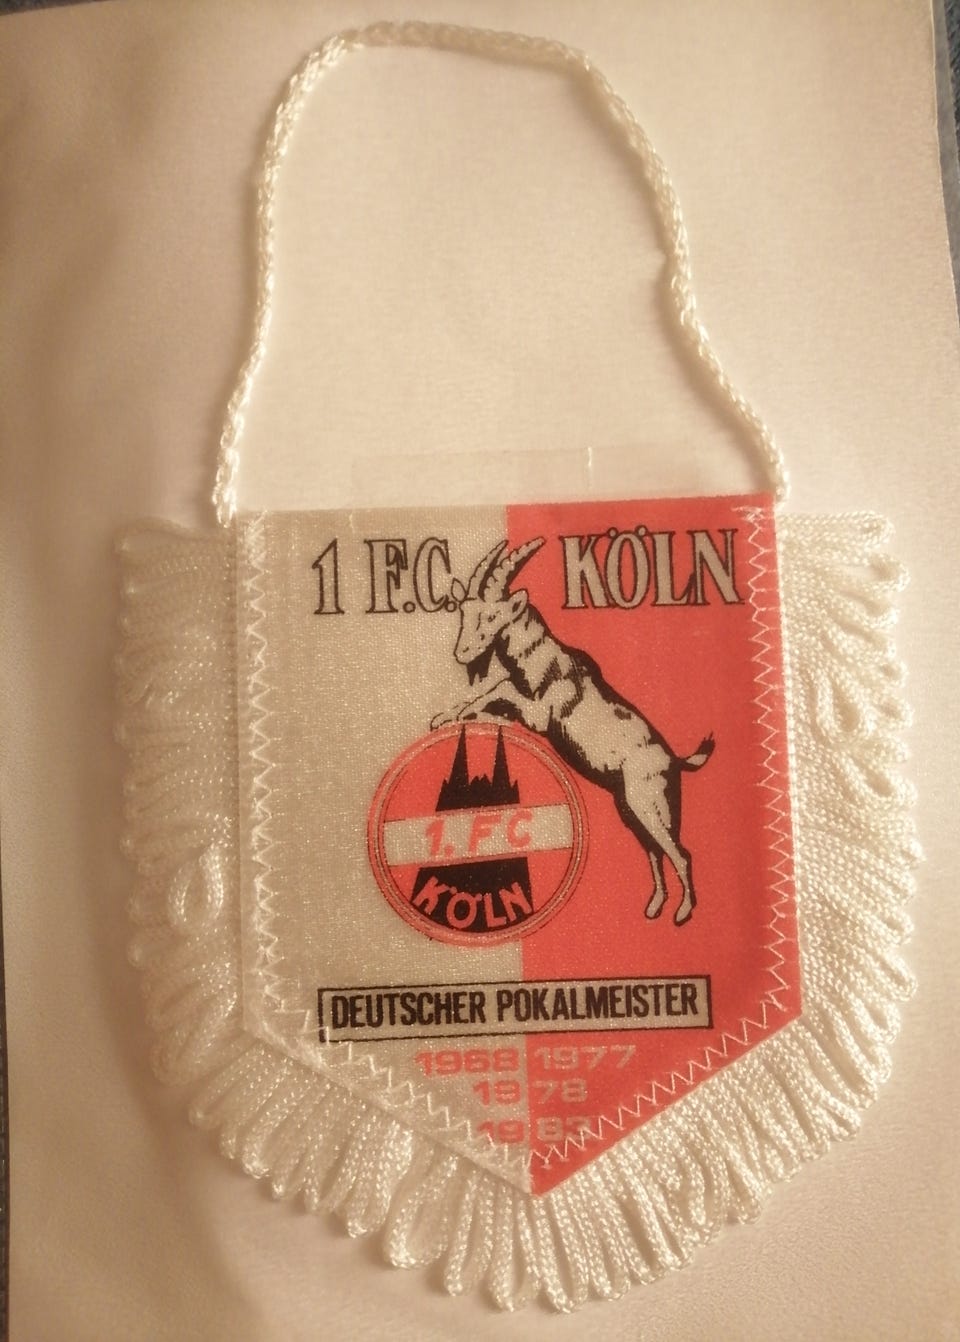 1 F.C. KÖLN
1. FC
KÖLN
DEUTSCHER POKALMEISTER
1968 1977
1978
1983